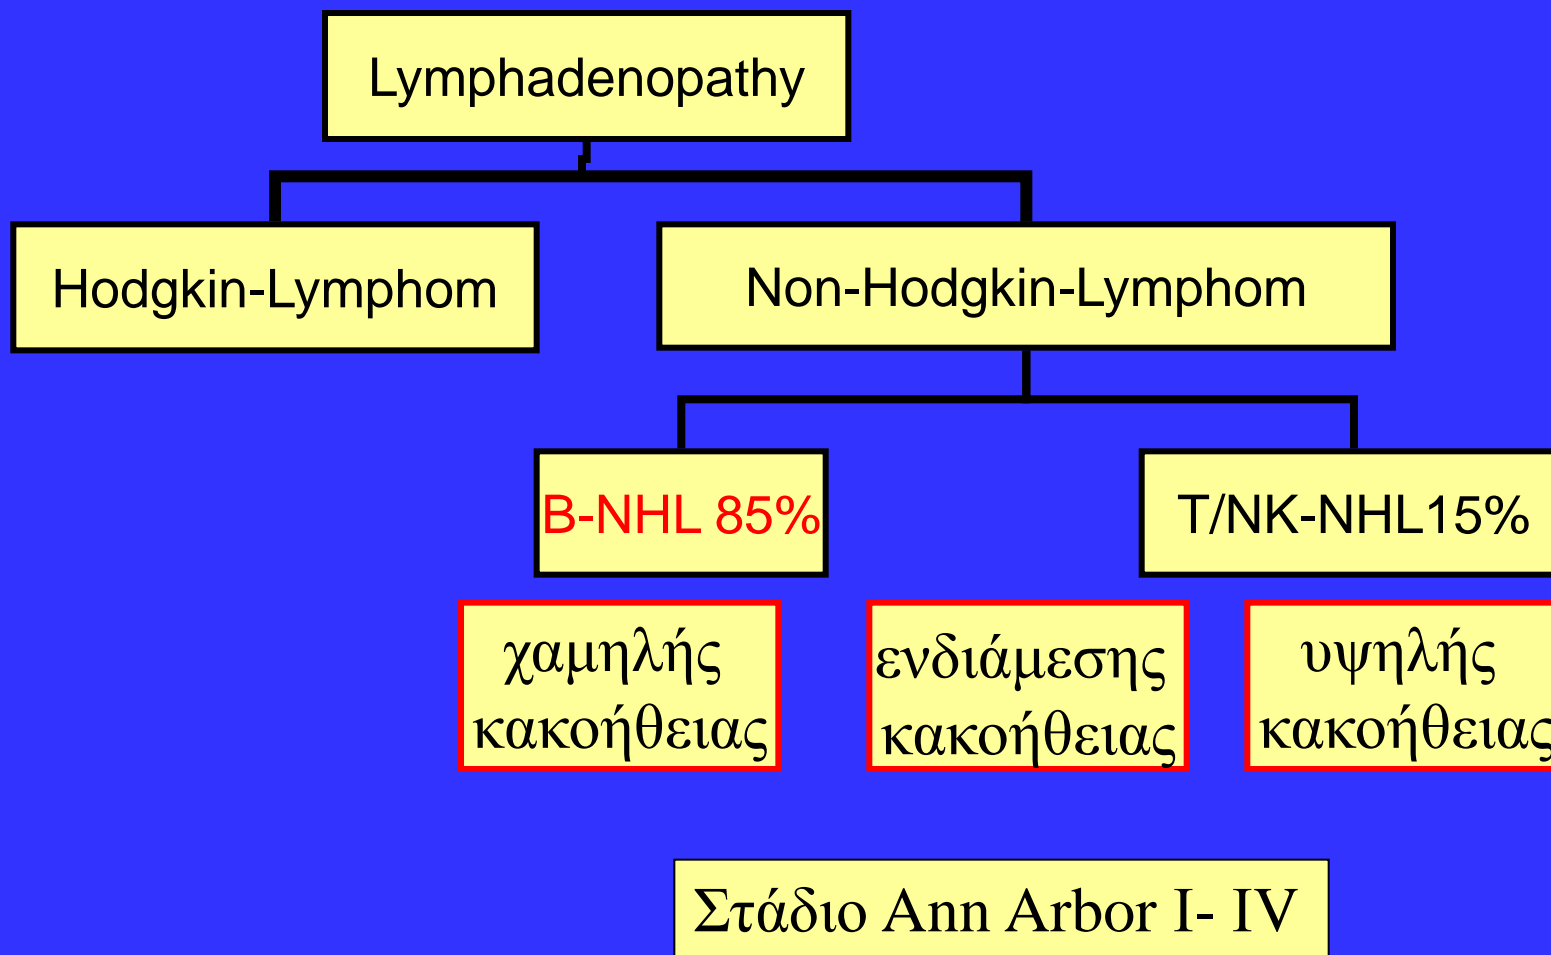 Lymphadenopathy
Hodgkin-Lymphom
Non-Hodgkin-Lymphom
B-NHL 85%
T/NK-NHL15%
χαμηλής
κακοήθειας
ενδιάμεσης
κακοήθειας
υψηλής
κακοήθειας
Στάδιο Ann Arbor I- IV